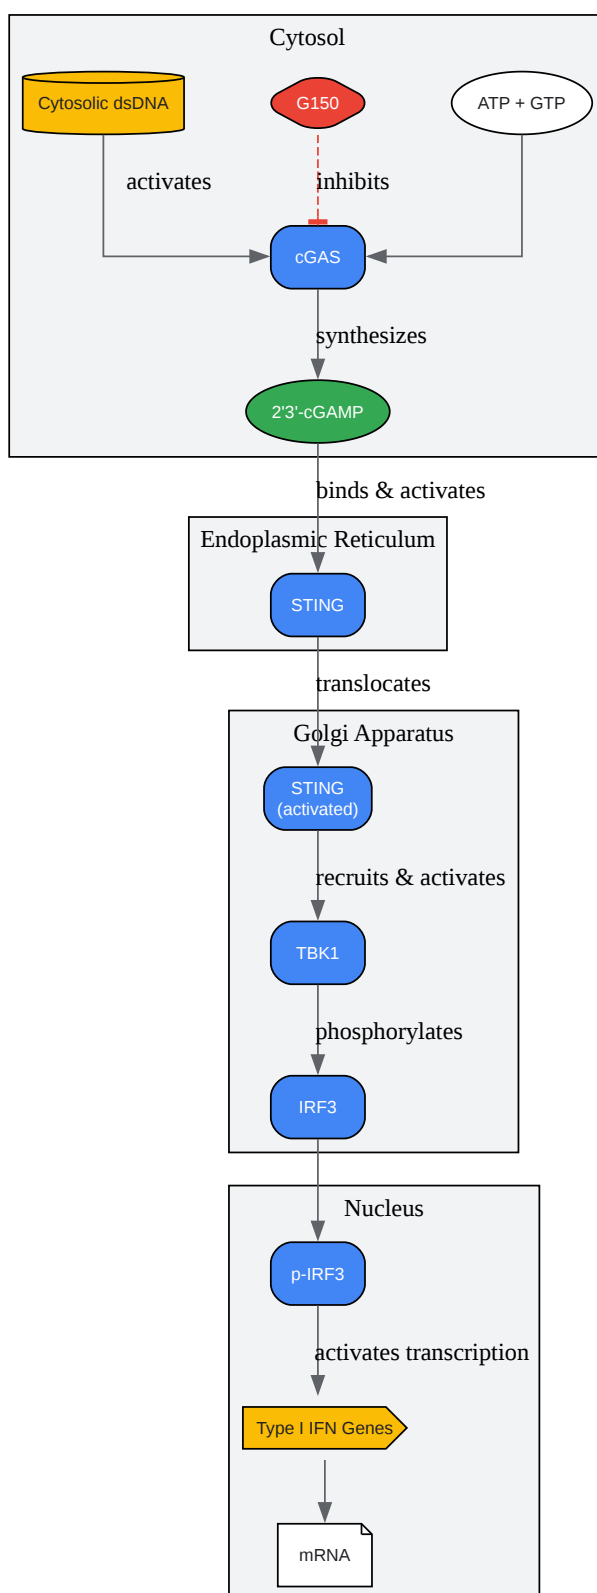 Cytosol
Cytosolic dsDNA
G150
ATP + GTP
activates
inhibits
cGAS
synthesizes
2'3'-cGAMP
binds & activates
Endoplasmic Reticulum
STING
translocates
Golgi Apparatus
STING
(activated)
recruits & activates
TBK1
phosphorylates
IRF3
Nucleus
p-IRF3
activates transcription
Type I IFN Genes
mRNA